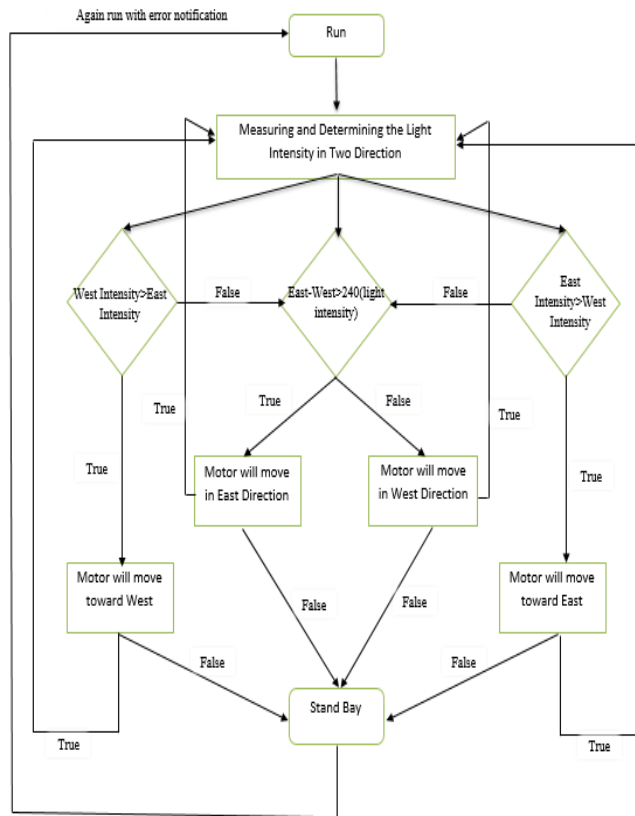 Again run with error notification
Run
Measuring and Determining the Light
Intensity in Two Direction
West Intensity>East
Intensity
False
East-West>240(light
intensity)
False
East
Intensity>West
Intensity
True
True
False
True
True
True
Motor will move
in East Direction
Motor will move
in West Direction
Motor will move
toward West
False
False
Motor will move
toward East
False
False
Stand Bay
True
True